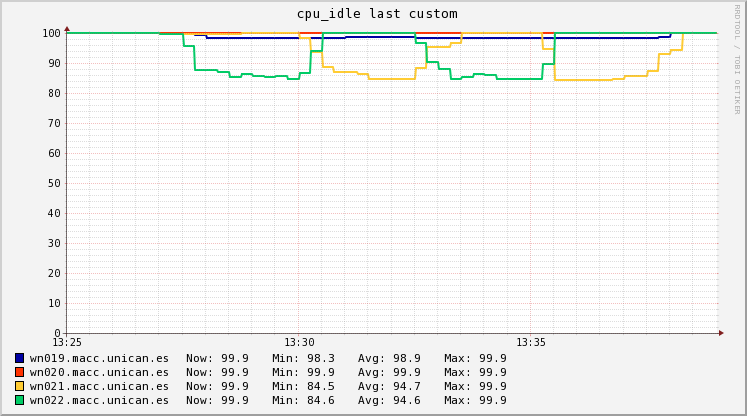 cpu_idle last custom
RRDTOOL / TOBI OETIKER
100
90
80
70
60
50
40
30
20
10
0
13:25 13:30 13:35
wn019.macc.unican.es Now: 99.9 Min: 98.3 Avg: 98.9 Max: 99.9
wn020.macc.unican.es Now: 99.9 Min: 99.9 Avg: 99.9 Max: 99.9
wn021.macc.unican.es Now: 99.9 Min: 84.5 Avg: 94.7 Max: 99.9
wn022.macc.unican.es Now: 99.9 Min: 84.6 Avg: 94.6 Max: 99.9